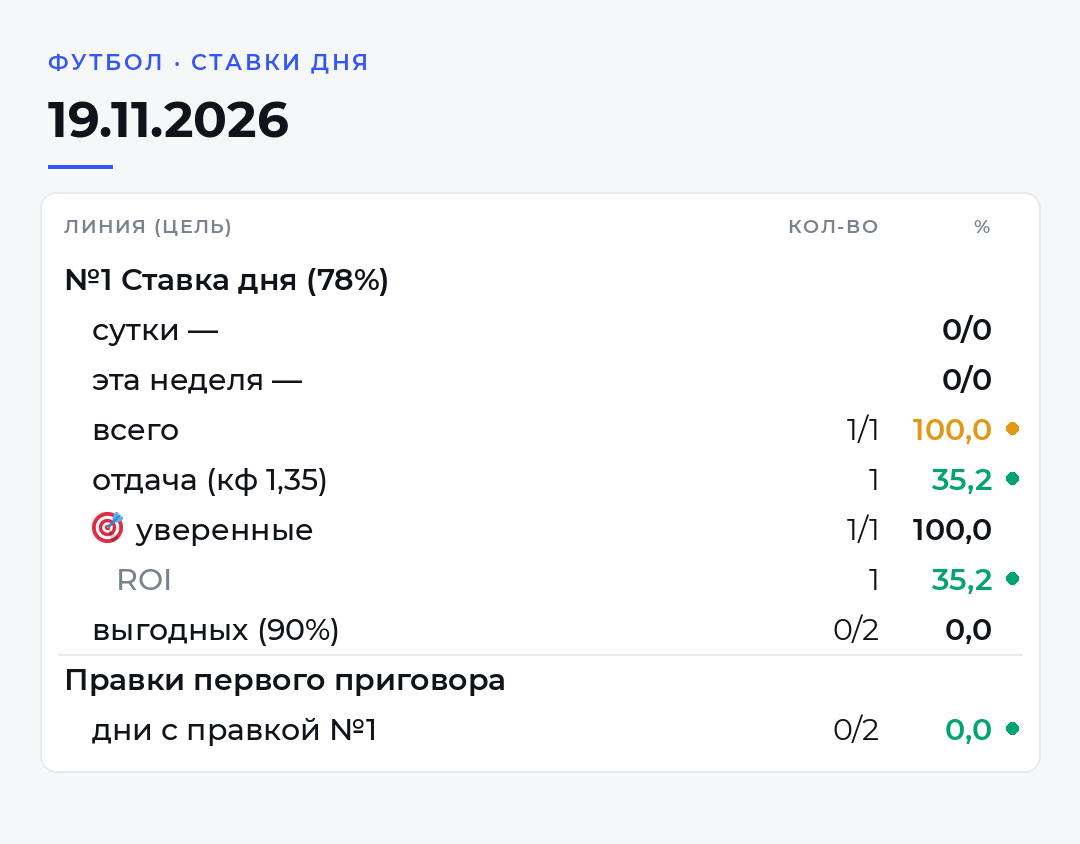 ФУТБОЛ · СТАВКИ ДНЯ
19.11.2026
ЛИНИЯ (ЦЕЛЬ) КОЛ-ВО %
№1 Ставка дня (78%)
сутки — 0/0
эта неделя — 0/0
всего 1/1 100,0
отдача (кф 1,35) 1 35,2
🎯 уверенные 1/1 100,0
ROI 1 35,2
выгодных (90%) 0/2 0,0
Правки первого приговора
дни с правкой №1 0/2 0,0